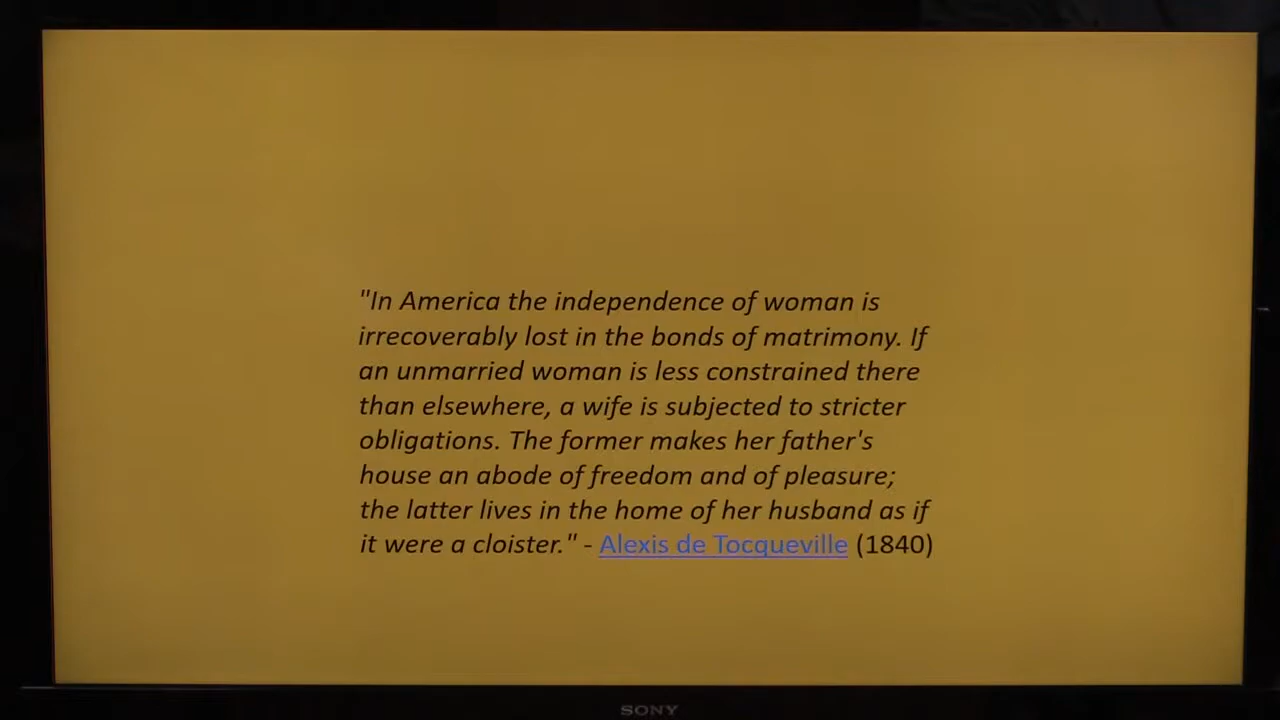 "In America the independence of woman is
irrecoverably lost in the bonds of matrimony. If
an unmarried woman is less constrained there
than elsewhere, a wife is subjected to stricter
obligations. The former makes her father's
house an abode of freedom and of pleasure;
the latter lives in the home of her husband as if
it were a cloister." - Alexis de Tocqueville (1840)
SONY